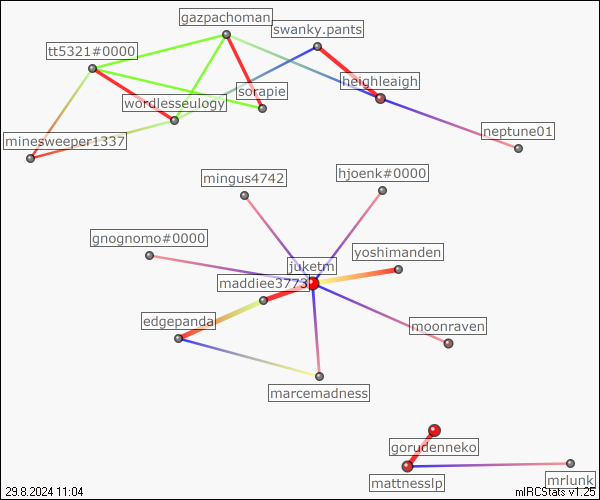 gazpachoman
swanky.pants
tt5321#0000
heighleaigh
sorapie
wordlesseulogy
neptune01
minesweeper1337
hjoenk#0000
mingus4742
gnognomo#0000
yoshimanden
juketm
maddiee3773
edgepanda
moonraven
marcemadness
gorudenneko
mattnesslp
mrlunk
29.8.2024 11:04
mIRCStats v1.25